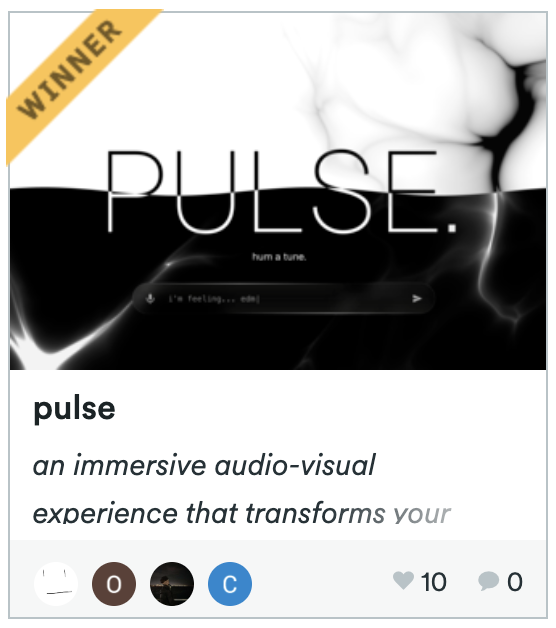 WINNER
PULSE.
hum a tune.
i'm feeling... edm|
pulse
an immersive audio-visual
experience that transforms your
O
C
10
0